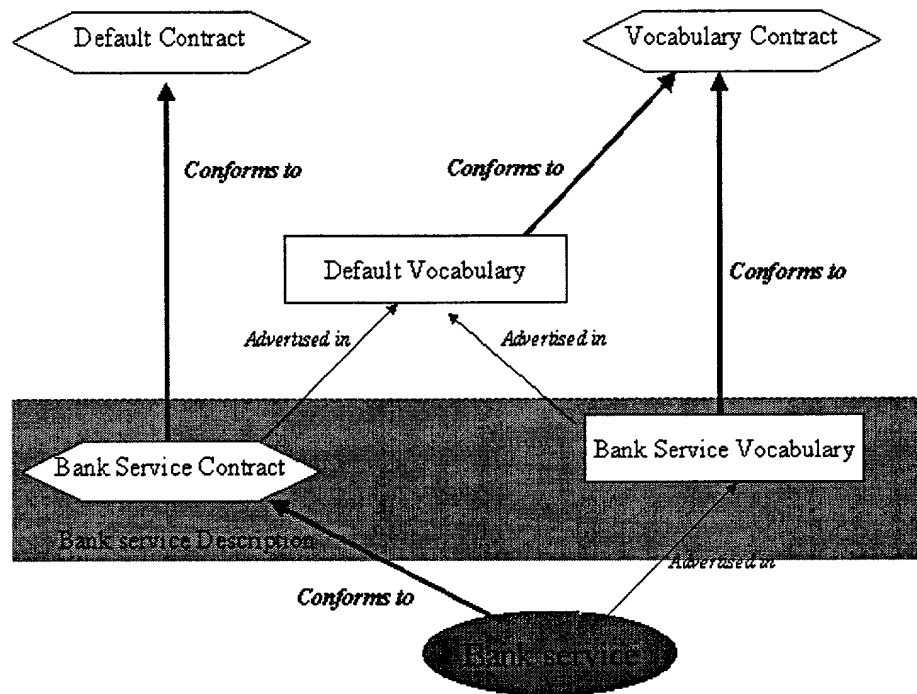 Default Contract
Vocabulary Contract
Conforms to
Conforms to
Default Vocabulary
Conforms to
Advertised in
Advertised in
Bank Service Contract
Bank Service Vocabulary
Bank service Description
Advertised in
Conforms to
Bank service